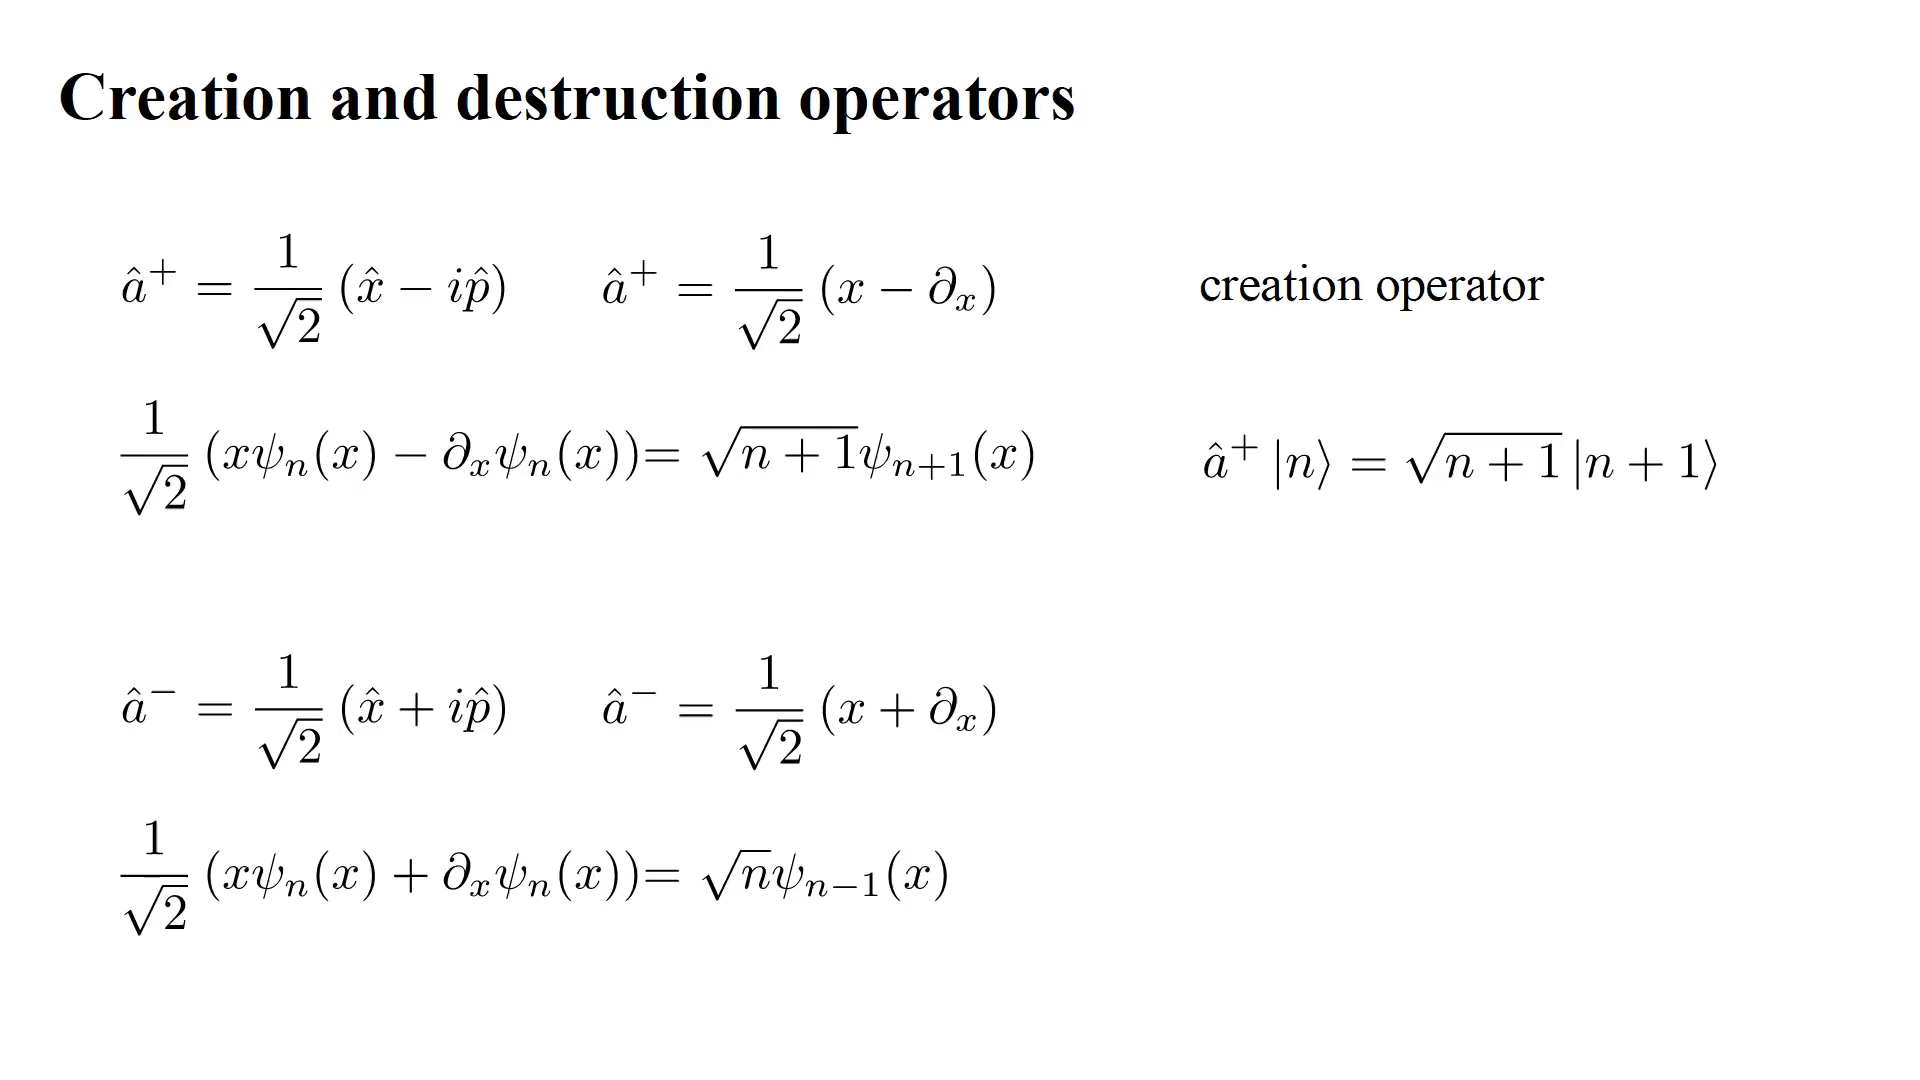 Creation and destruction operators
â⁺ = 1/√2 (x̂ − ip̂)  â⁺ = 1/√2 (x − ∂ₓ)  creation operator
1/√2 (xψₙ(x) − ∂ₓψₙ(x))= √(n + 1)ψₙ₊₁(x)  â⁺ |n⟩ = √(n + 1) |n + 1⟩
â⁻ = 1/√2 (x̂ + ip̂)  â⁻ = 1/√2 (x + ∂ₓ)
1/√2 (xψₙ(x) + ∂ₓψₙ(x))= √nψₙ₋₁(x)